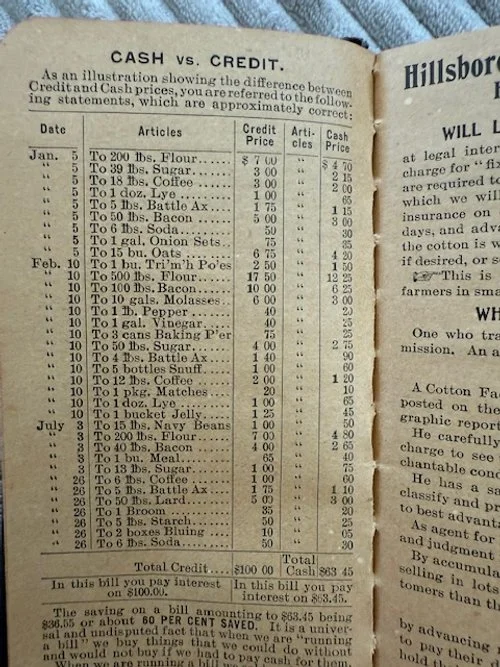 CASH vs. CREDIT.
As an illustration showing the difference between
Credit and Cash prices, you are referred to the follow-
ing statements, which are approximately correct:
Date Articles Credit Price Arti-cles Cash Price
Jan. 5 To 200 lbs. Flour...... $ 7 00 " $ 4 70
" 5 To 39 lbs. Sugar....... 3 00 " 2 15
" 5 To 18 lbs. Coffee ...... 3 00 " 2 00
" 5 To 1 doz. Lye.......... 1 00 " 65
" 5 To 5 lbs. Battle Ax.... 1 75 " 1 15
" 5 To 50 lbs. Bacon ...... 5 00 " 3 00
" 5 To 6 lbs. Soda......... 50 " 30
" 5 To 1 gal. Onion Sets.. 75 " 35
" 5 To 15 bu. Oats ....... 6 75 " 4 20
Feb. 10 To 1 bu. Tri'm'h Po'es 2 50 " 1 50
" 10 To 500 lbs. Flour...... 17 50 " 12 25
" 10 To 100 lbs. Bacon..... 10 00 " 6 25
" 10 To 10 gals. Molasses.. 6 00 " 3 00
" 10 To 1 lb. Pepper ...... 40 " 20
" 10 To 1 gal. Vinegar.... 40 " 25
" 10 To 3 cans Baking P'er 75 " 25
" 10 To 50 lbs. Sugar...... 4 00 " 2 75
" 10 To 4 lbs. Battle Ax.... 1 40 " 90
" 10 To 5 bottles Snuff.... 1 00 " 60
" 10 To 12 lbs. Coffee ..... 2 00 " 1 20
" 10 To 1 pkg. Matches.... 20 " 10
" 10 To 1 doz. Lye......... 1 00 " 65
" 10 To 1 bucket Jelly..... 1 25 " 45
July 3 To 15 lbs. Navy Beans 1 00 " 50
" 3 To 200 lbs. Flour...... 7 00 " 4 80
" 3 To 40 lbs. Bacon ...... 4 00 " 2 65
" 3 To 1 bu. Meal......... 65 " 40
" 3 To 13 lbs. Sugar...... 1 00 " 75
" 26 To 6 lbs. Coffee ...... 1 00 " 60
" 26 To 5 lbs. Battle Ax.... 1 75 " 1 10
" 26 To 50 lbs. Lard....... 5 00 " 3 00
" 26 To 1 Broom .......... 35 " 20
" 26 To 5 lbs. Starch....... 50 " 25
" 26 To 2 boxes Bluing .... 10 " 05
" 26 To 6 lbs. Soda........ 50 " 30
Total Credit.... $100 00 Total Cash $63 45
In this bill you pay interest on $100.00.
In this bill you pay interest on $63.45.
The saving on a bill amounting to $63.45 being
$36.55 or about 60 PER CENT SAVED. It is a univer-
sal and undisputed fact that when we are "running
a bill" we buy things that we could do without
and would not buy if we had to pay cash for them
When we are running a bill
WILL L
at legal inter
charge for "fi
are required to
which we will
insurance on
days, and adva
the cotton is w
if desired, or s
☞This is
farmers in sma
WH
One who tra
mission. An a
A Cotton Fac
posted on the
graphic report
He carefully
charge to see
chantable cond
He has a s
classify and pr
to best advanta
As agent for
and judgment
By accumula
selling in lots
tomers than th
by advancing
to pay their
hold th